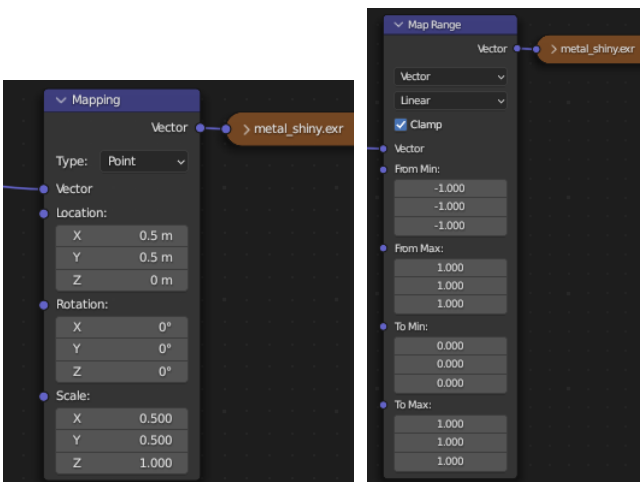 Mapping
Vector
metal_shiny.exr
Type: Point
Vector
Location:
X 0.5 m
Y 0.5 m
Z 0 m
Rotation:
X 0°
Y 0°
Z 0°
Scale:
X 0.500
Y 0.500
Z 1.000
Map Range
Vector
metal_shiny.exr
Vector
Linear
Clamp
Vector
From Min:
-1.000
-1.000
-1.000
From Max:
1.000
1.000
1.000
To Min:
0.000
0.000
0.000
To Max:
1.000
1.000
1.000